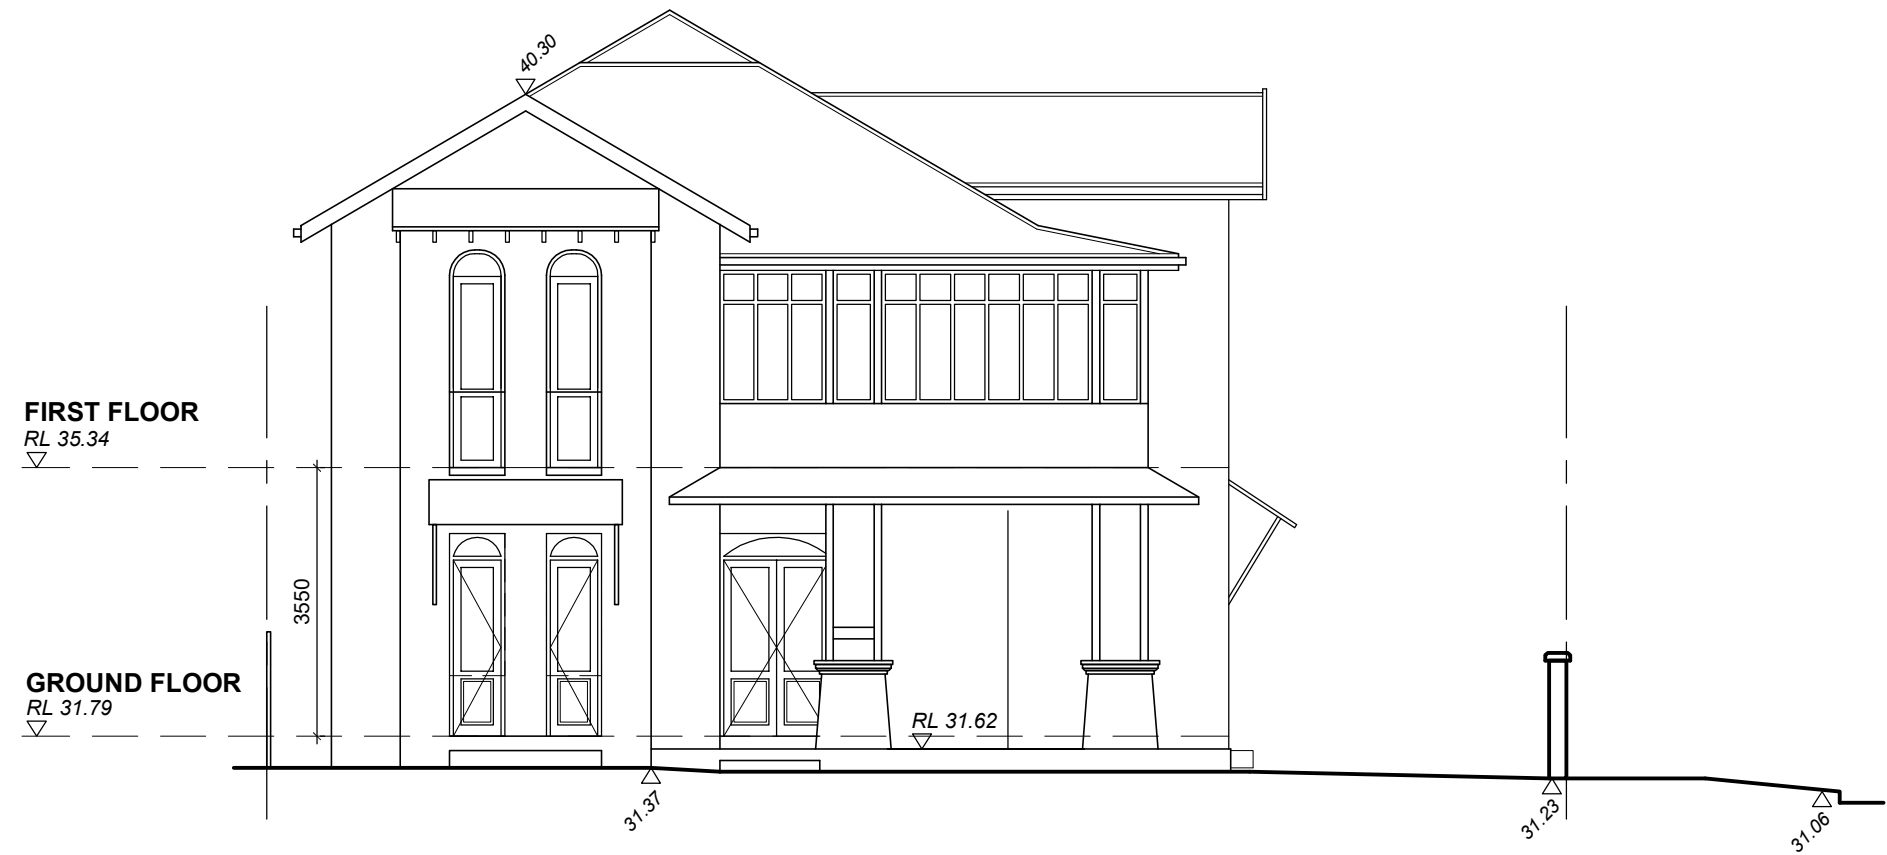 40.30
FIRST FLOOR
RL 35.34
3550
GROUND FLOOR
RL 31.79
RL 31.62
31.37
31.23
31.06